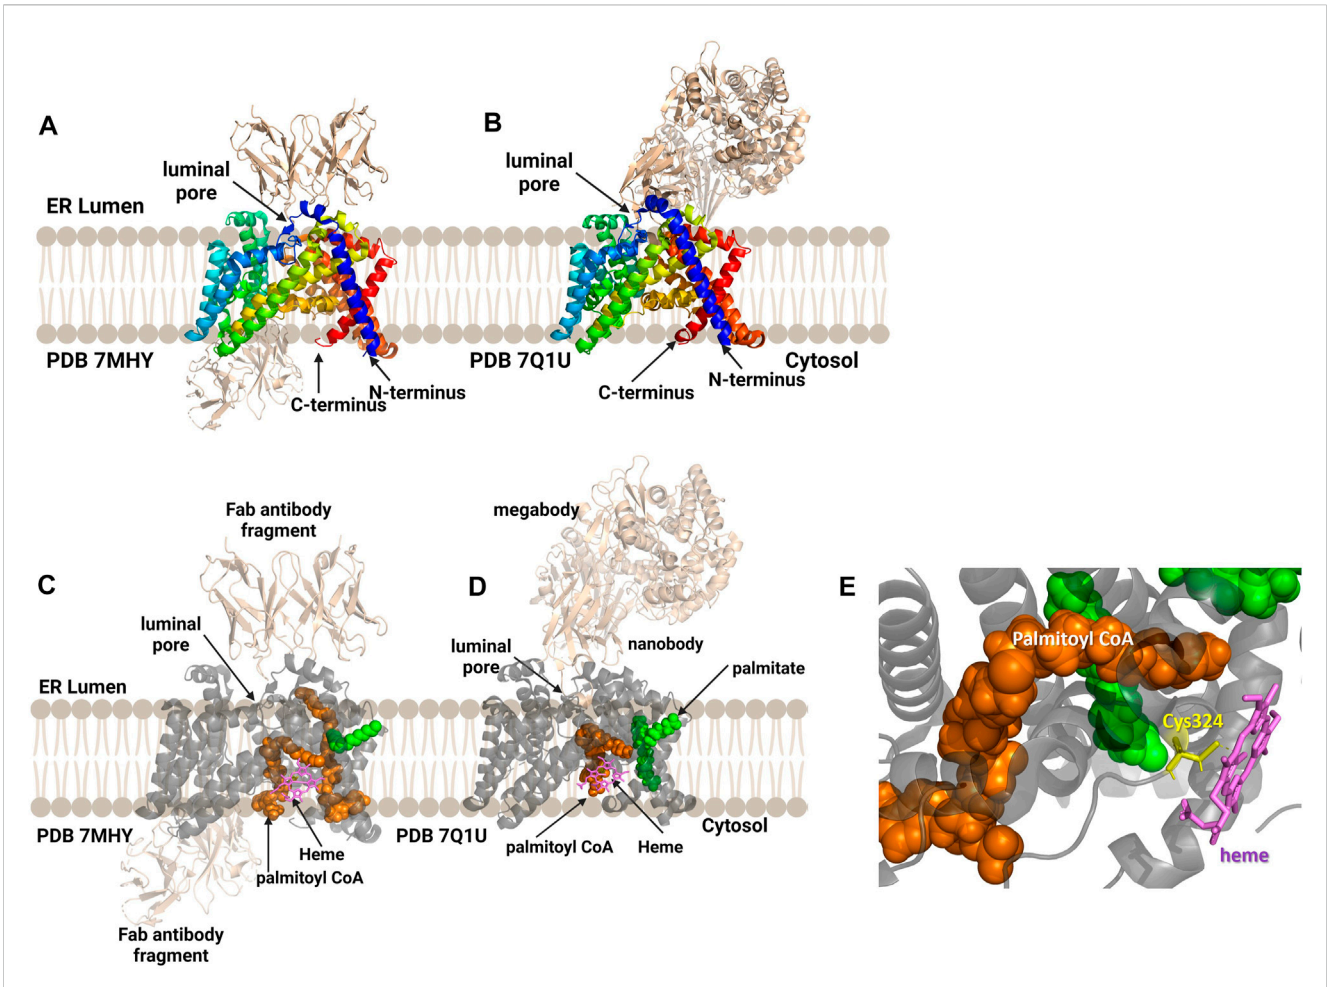 A
B
luminal
pore
luminal
pore
ER Lumen
PDB 7MHY
PDB 7Q1U
Cytosol
C-terminus
N-terminus
C-terminus
N-terminus
Fab antibody
fragment
megabody
C
D
E
luminal
pore
luminal
pore
nanobody
palmitate
ER Lumen
PDB 7MHY
PDB 7Q1U
Cytosol
Heme
palmitoyl CoA
palmitoyl CoA
Heme
Fab antibody
fragment
Palmitoyl CoA
Cys324
heme